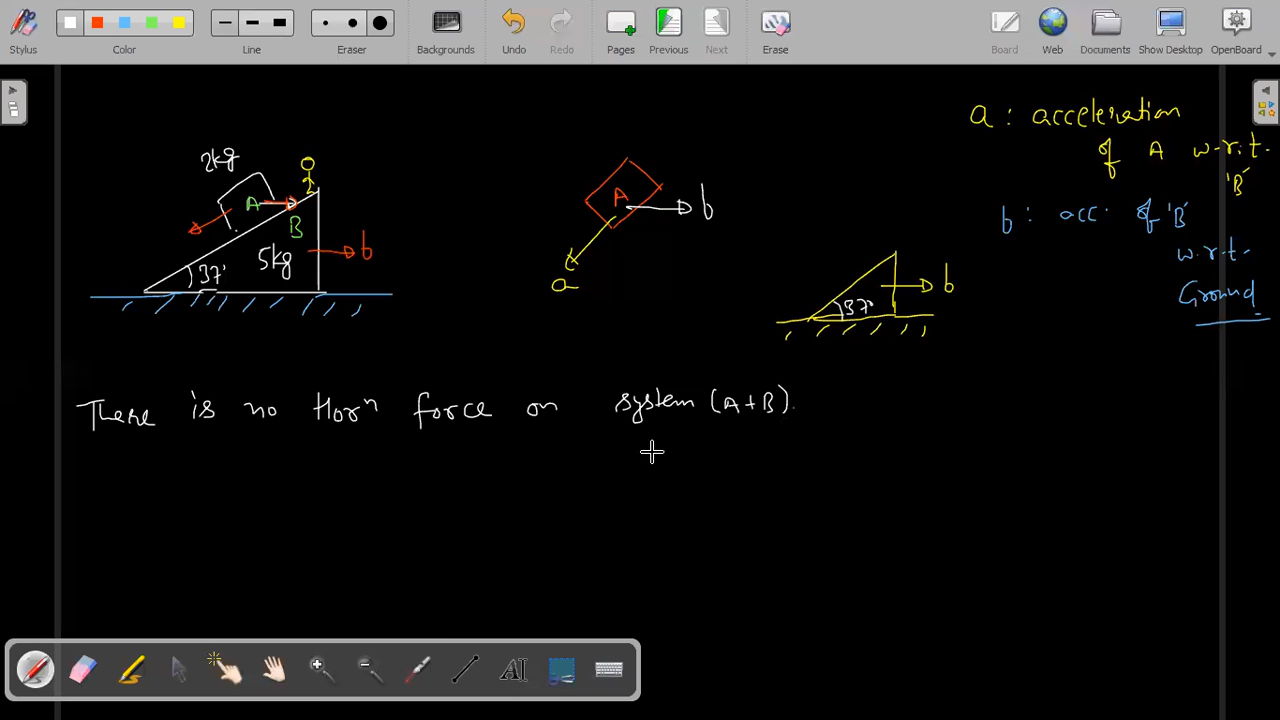 Stylus
Color
Line
Eraser
Backgrounds
Undo
Redo
Pages
Previous
Next
Erase
Board
Web
Documents
Show Desktop
OpenBoard
a : acceleration
of A w.r.t.
'B'
b : acc. of 'B'
w.r.t.
Ground
2kg
A
B
b
5kg
37°
A
b
a
b
37°
There is no Horⁿ force on system (A+B).
AI